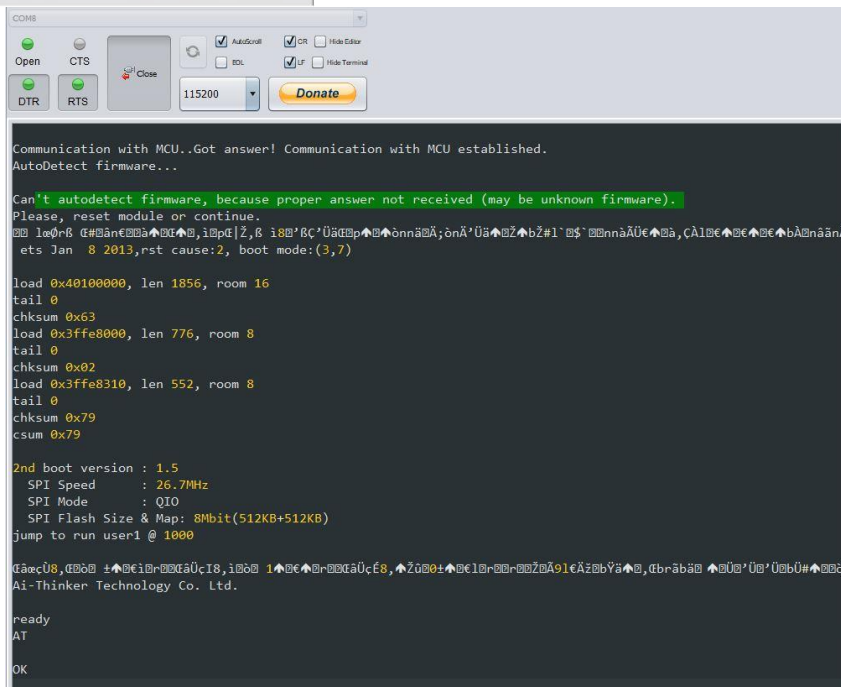 COM8
AutoScroll CR Hide Editor
Open CTS Close EOL LF Hide Terminal
DTR RTS 115200 Donate
Communication with MCU..Got answer! Communication with MCU established.
AutoDetect firmware...
Can't autodetect firmware, because proper answer not received (may be unknown firmware).
Please, reset module or continue.
ets Jan 8 2013,rst cause:2, boot mode:(3,7)
load 0x40100000, len 1856, room 16
tail 0
chksum 0x63
load 0x3ffe8000, len 776, room 8
tail 0
chksum 0x02
load 0x3ffe8310, len 552, room 8
tail 0
chksum 0x79
csum 0x79
2nd boot version : 1.5
SPI Speed : 26.7MHz
SPI Mode : QIO
SPI Flash Size & Map: 8Mbit(512KB+512KB)
jump to run user1 @ 1000
Ai-Thinker Technology Co. Ltd.
ready
AT
OK